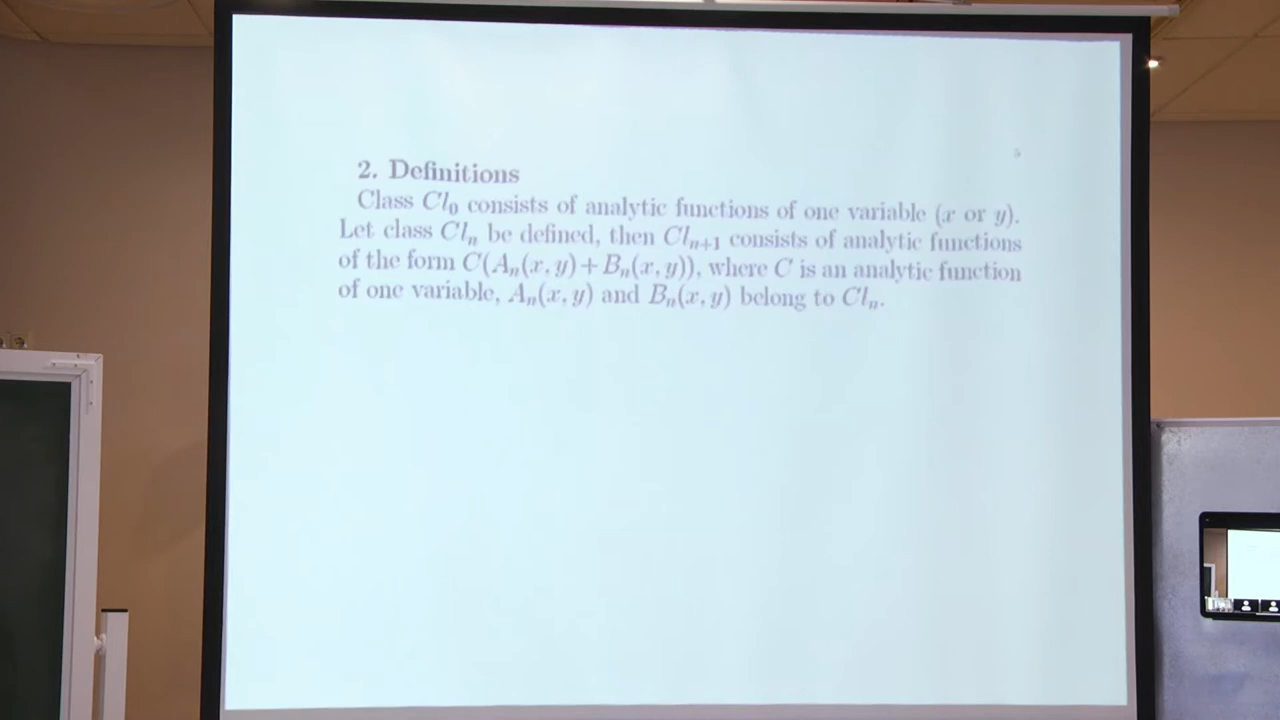 5
2. Definitions
Class Cl₀ consists of analytic functions of one variable (x or y).
Let class Clₙ be defined, then Clₙ₊₁ consists of analytic functions
of the form C(Aₙ(x, y) + Bₙ(x, y)), where C is an analytic function
of one variable, Aₙ(x, y) and Bₙ(x, y) belong to Clₙ.